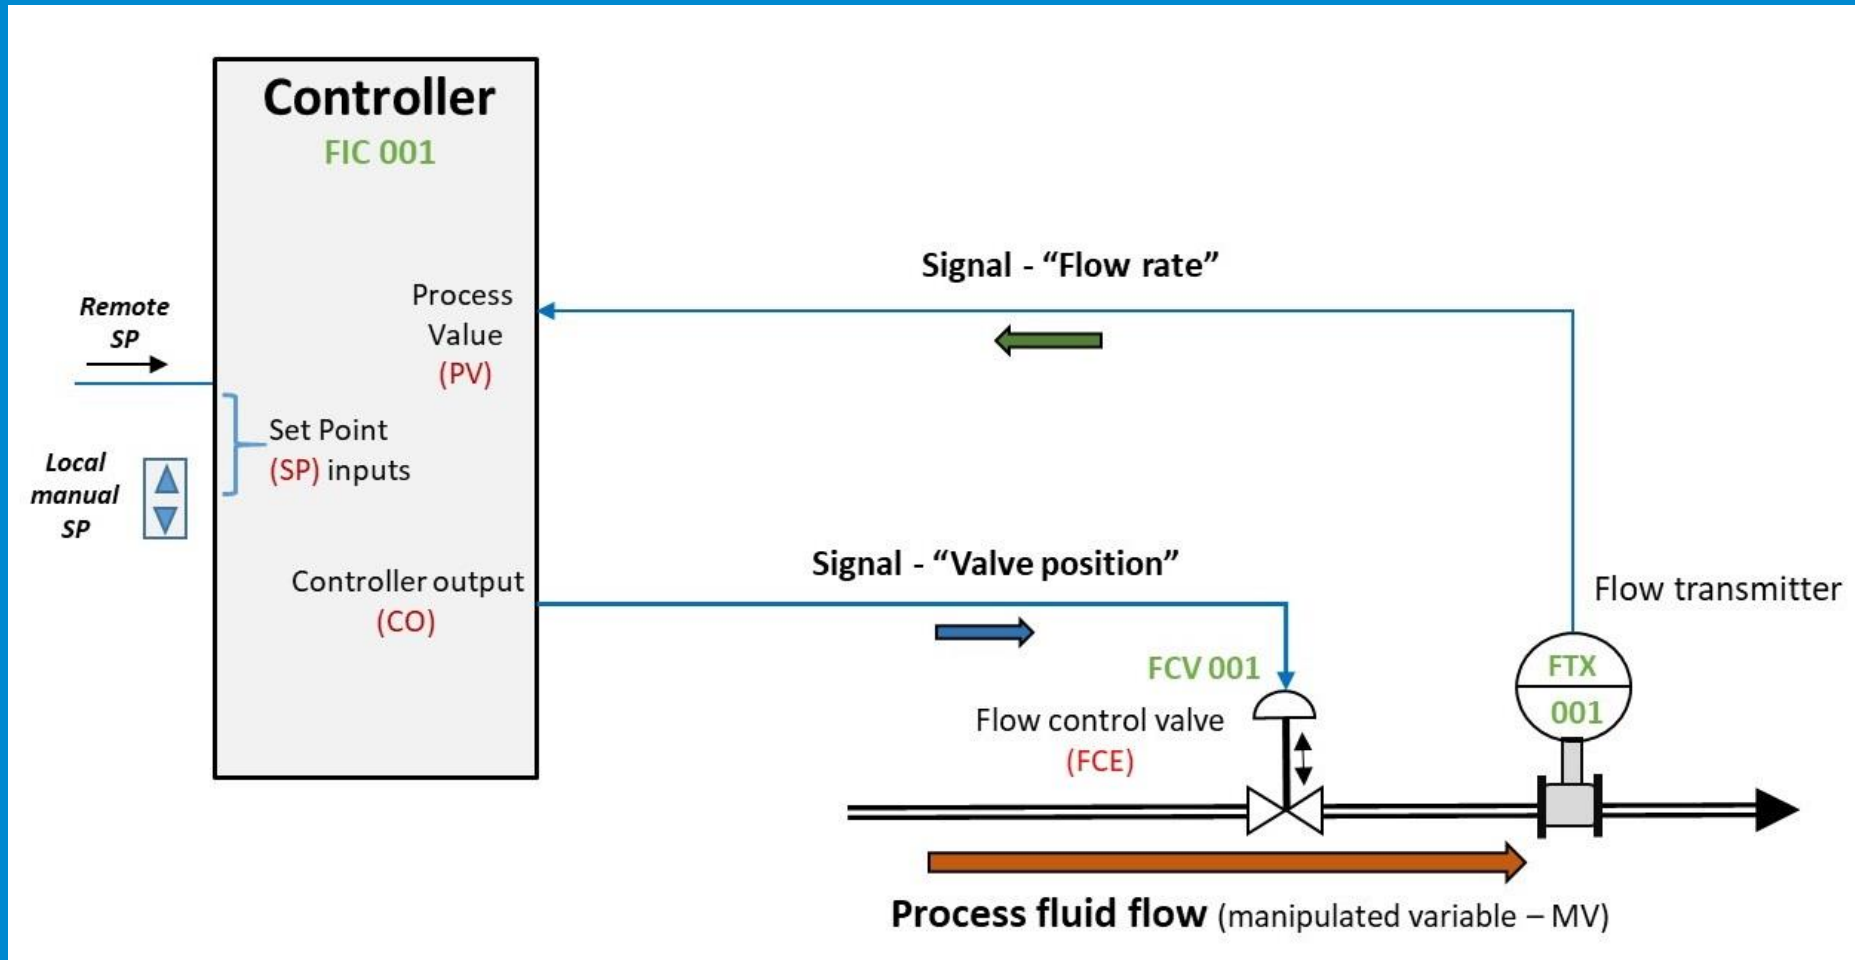 Controller
FIC 001
Signal - “Flow rate”
Process
Value
(PV)
Remote
SP
Set Point
(SP) inputs
Local
manual
SP
Signal - “Valve position”
Controller output
(CO)
Flow transmitter
FTX
001
FCV 001
Flow control valve
(FCE)
Process fluid flow (manipulated variable – MV)